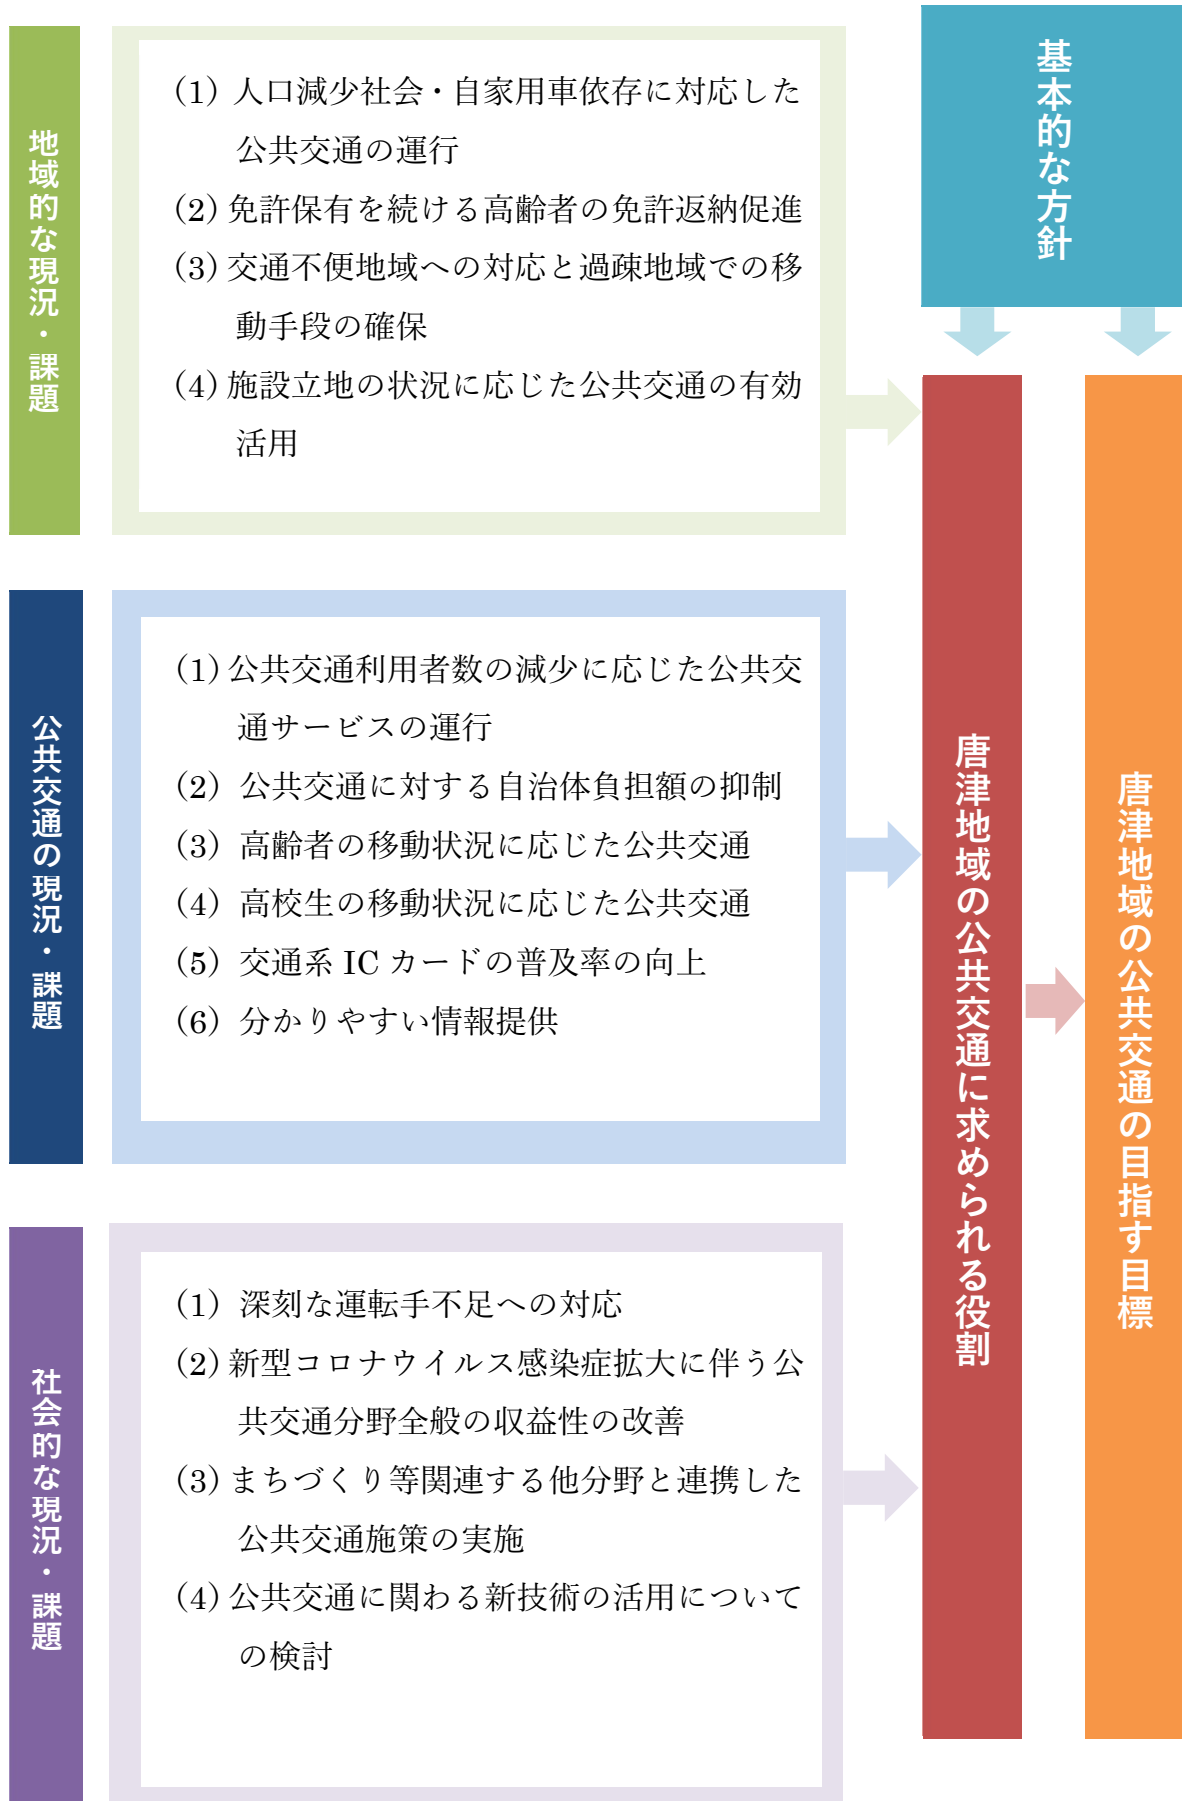 地域的な現況・課題
（1）人口減少社会・自家用車依存に対応した
公共交通の運行
（2）免許保有を続ける高齢者の免許返納促進
（3）交通不便地域への対応と過疎地域での移
動手段の確保
（4）施設立地の状況に応じた公共交通の有効
活用
公共交通の現況・課題
（1）公共交通利用者数の減少に応じた公共交
通サービスの運行
（2）公共交通に対する自治体負担額の抑制
（3）高齢者の移動状況に応じた公共交通
（4）高校生の移動状況に応じた公共交通
（5）交通系 IC カードの普及率の向上
（6）分かりやすい情報提供
社会的な現況・課題
（1）深刻な運転手不足への対応
（2）新型コロナウイルス感染症拡大に伴う公
共交通分野全般の収益性の改善
（3）まちづくり等関連する他分野と連携した
公共交通施策の実施
（4）公共交通に関わる新技術の活用について
の検討
基本的な方針
唐津地域の公共交通に求められる役割
唐津地域の公共交通の目指す目標